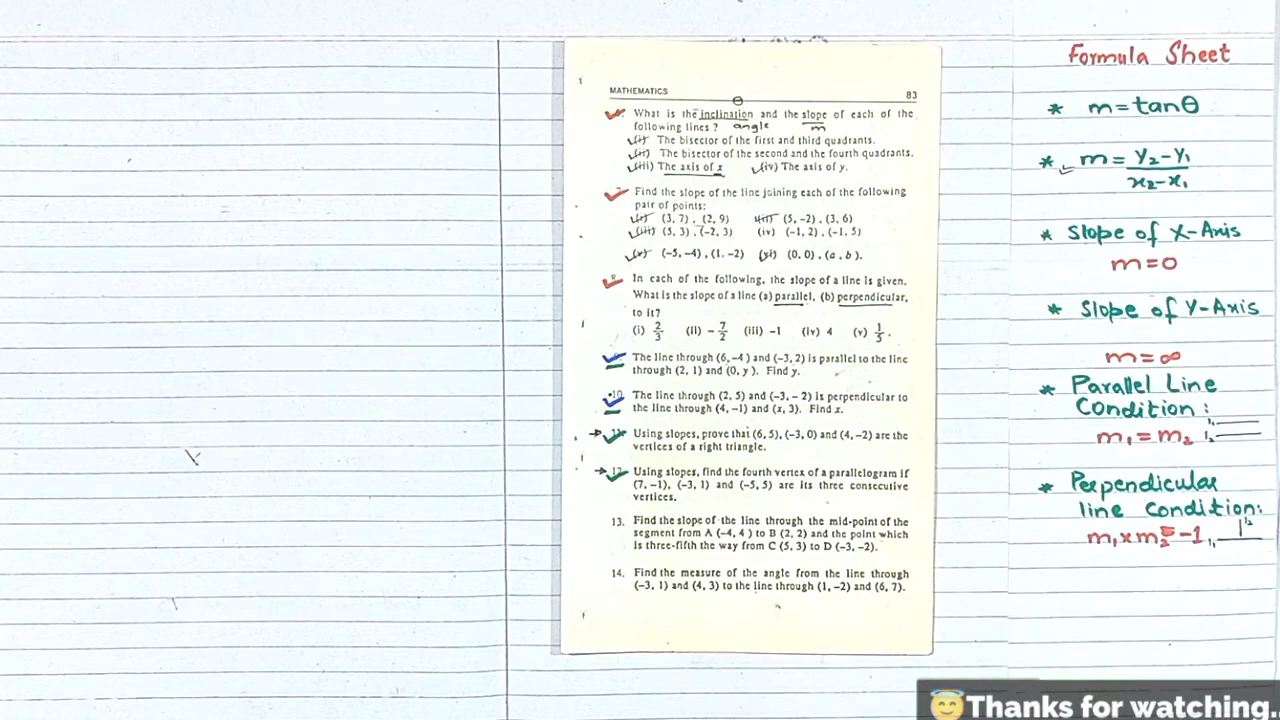 MATHEMATICS 83
θ
What is the inclination and the slope of each of the
following lines ? angle m
(i) The bisector of the first and third quadrants.
(ii) The bisector of the second and the fourth quadrants.
(iii) The axis of x (iv) The axis of y.
7. Find the slope of the line joining each of the following
pair of points:
(i) (3, 7) , (2, 9) (ii) (5, -2) , (3, 6)
(iii) (5, 3) , (-2, 3) (iv) (-1, 2) , (-1, 5)
(v) (-5, -4) , (1, -2) (vi) (0, 0) , (a, b).
8 In each of the following, the slope of a line is given.
What is the slope of a line (a) parallel, (b) perpendicular,
to it?
(i) 2/3 (ii) - 7/2 (iii) -1 (iv) 4 (v) 1/5 .
The line through (6, -4) and (-3, 2) is parallel to the line
through (2, 1) and (0, y). Find y.
10 The line through (2, 5) and (-3, - 2) is perpendicular to
the line through (4, -1) and (x, 3). Find x.
11 Using slopes, prove that (6, 5), (-3, 0) and (4, -2) are the
vertices of a right triangle.
12 Using slopes, find the fourth vertex of a parallelogram if
(7, -1), (-3, 1) and (-5, 5) are its three consecutive
vertices.
13. Find the slope of the line through the mid-point of the
segment from A (-4, 4) to B (2, 2) and the point which
is three-fifth the way from C (5, 3) to D (-3, -2).
14. Find the measure of the angle from the line through
(-3, 1) and (4, 3) to the line through (1, -2) and (6, 7).
Formula Sheet
* m = tanθ
* m = y₂-y₁ / x₂-x₁
* Slope of X-Axis
m = 0
* Slope of Y-Axis
m = ∞
* Parallel Line
Condition :
m₁ = m₂
* Perpendicular
line Condition:
m₁ x m₂ = -1
😇Thanks for watching.